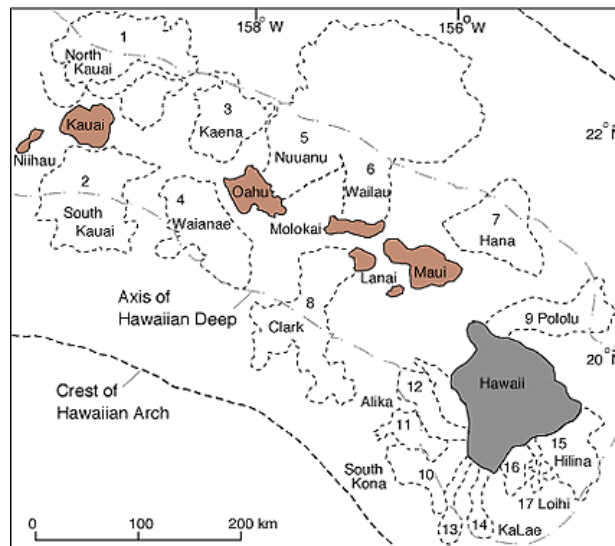 158° W
156° W
1
North
Kauai
3
Kaena
Kauai
5
Nuuanu
22°
N
Niihau
2
6
Wailau
South
Kauai
4
Waianae
Oahu
Molokai
7
Hana
Lanai
Maui
Axis of
Hawaiian Deep
8
Clark
9 Pololu
20°
N
Crest of
Hawaiian Arch
Alika
12
Hawaii
11
South
Kona
10
15
Hilina
16
17 Loihi
13
14
KaLae
0
100
200 km